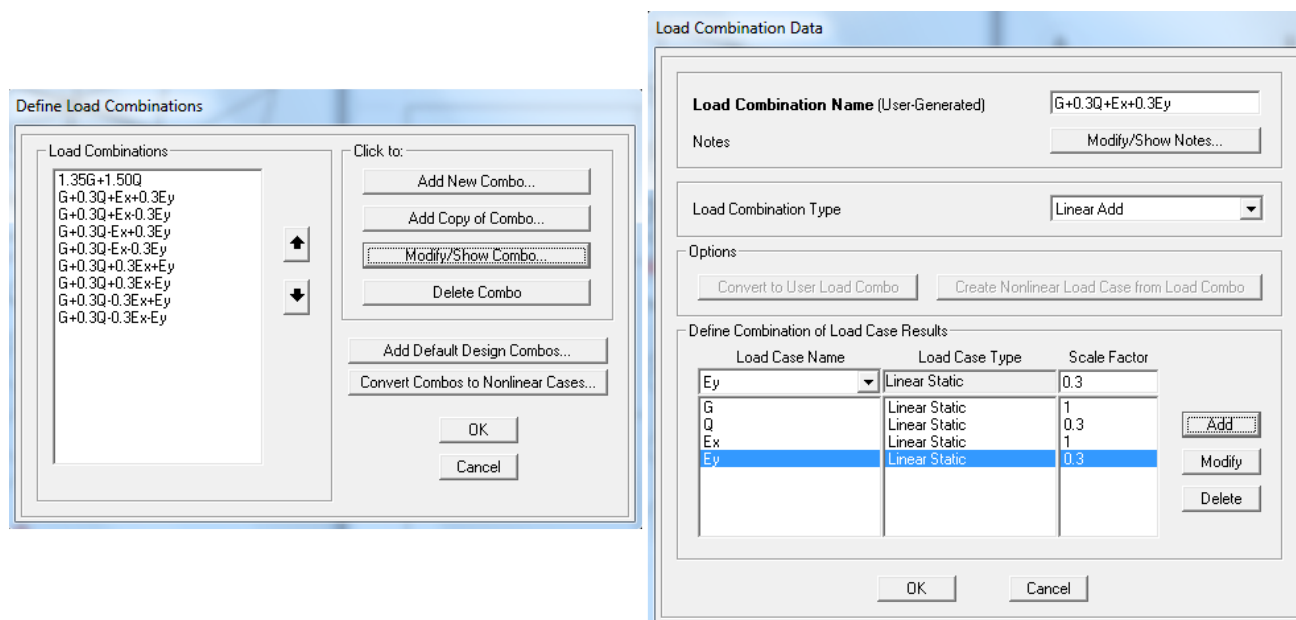 Define Load Combinations
Load Combinations
1.35G+1.50Q
G+0.3Q+Ex+0.3Ey
G+0.3Q+Ex-0.3Ey
G+0.3Q-Ex+0.3Ey
G+0.3Q-Ex-0.3Ey
G+0.3Q+0.3Ex+Ey
G+0.3Q+0.3Ex-Ey
G+0.3Q-0.3Ex+Ey
G+0.3Q-0.3Ex-Ey
Click to:
Add New Combo...
Add Copy of Combo...
Modify/Show Combo...
Delete Combo
Add Default Design Combos...
Convert Combos to Nonlinear Cases...
OK
Cancel
Load Combination Data
Load Combination Name (User-Generated) G+0.3Q+Ex+0.3Ey
Notes Modify/Show Notes...
Load Combination Type Linear Add
Options
Convert to User Load Combo Create Nonlinear Load Case from Load Combo
Define Combination of Load Case Results
Load Case Name Load Case Type Scale Factor
Ey Linear Static 0.3
G Linear Static 1
Q Linear Static 0.3
Ex Linear Static 1
Ey Linear Static 0.3
Add
Modify
Delete
OK Cancel